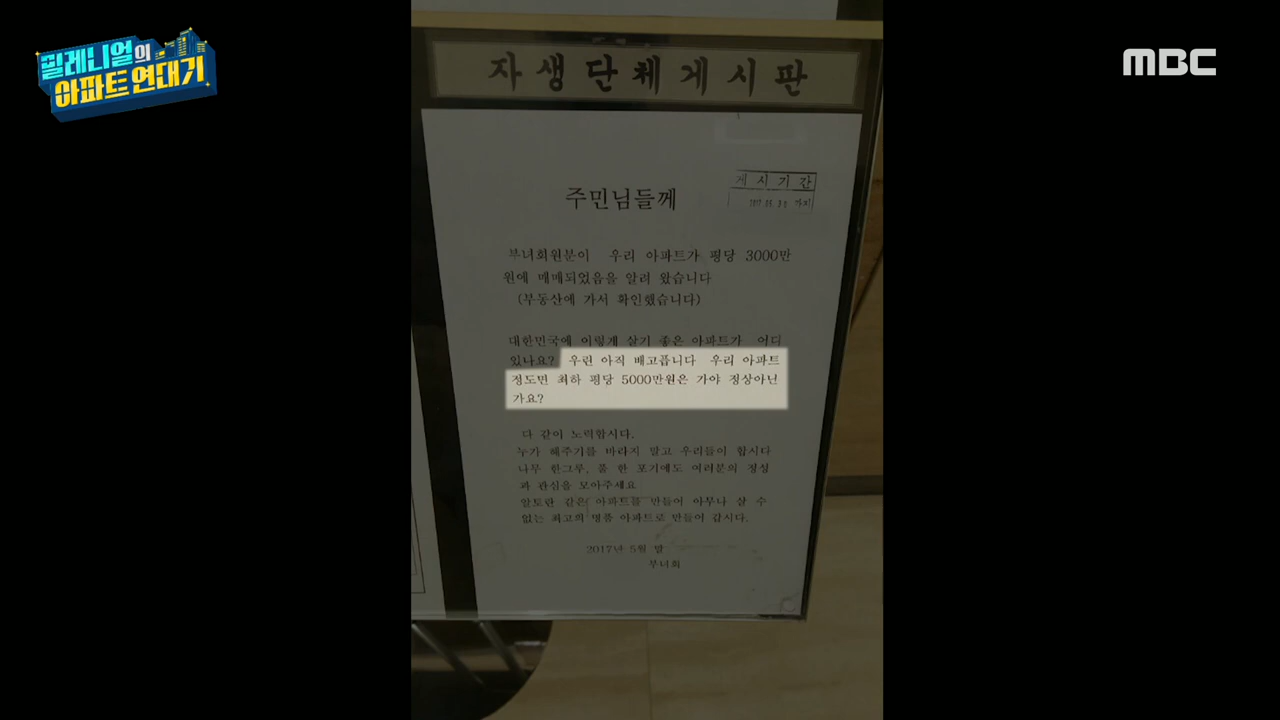 필레니얼의
아파트 연대기
MBC
자생단체게시판
게시기간
까지
주민님들께
부녀회원분이 우리 아파트가 평당 3000만
원에 매매되었음을 알려 왔습니다
(부동산에 가서 확인했습니다)
대한민국에 이렇게 살기 좋은 아파트가 어디
있나요? 우련 아직 배고픕니다 우리 아파트
정도면 최하 평당 5000만원은 가야 정상아닌
가요?
다 같이 노력합시다.
누가 해주기를 바라지 말고 우리들이 합시다
나무 한그루, 풀 한 포기에도 여러분의 정성
과 관심을 모아주세요
알토란 같은 아파트를 만들어 아무나 살 수
없는 최고의 명품 아파트로 만들어 갑시다.
2017년 5월 말
부녀회